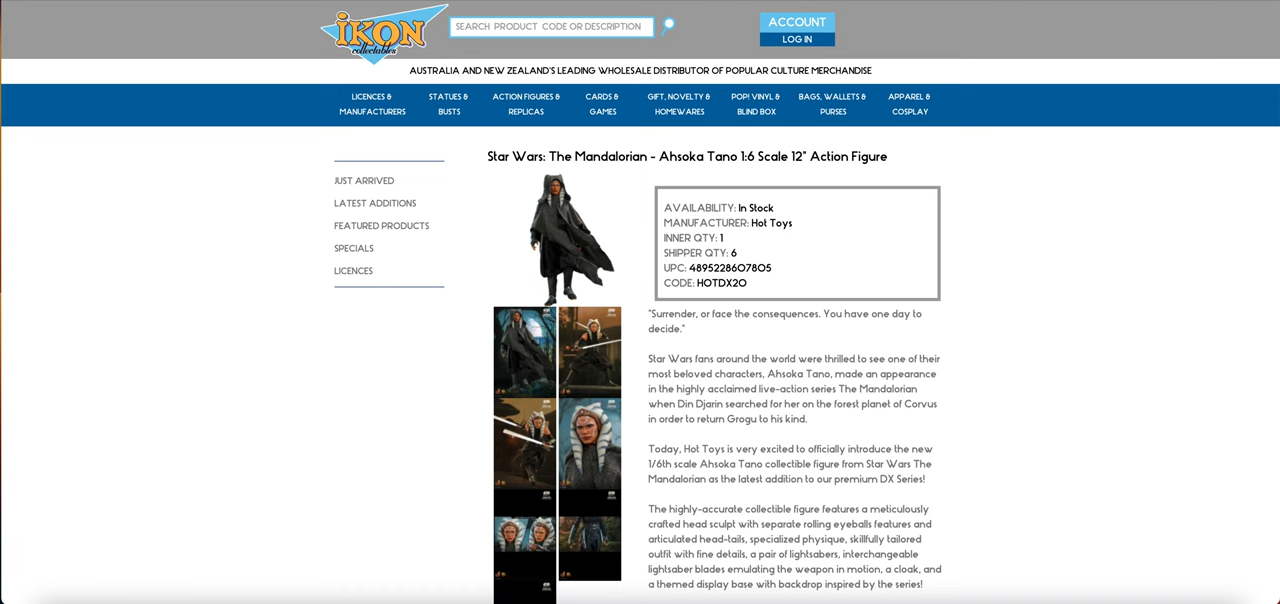 iKON
collectables
SEARCH PRODUCT CODE OR DESCRIPTION
ACCOUNT
LOG IN
AUSTRALIA AND NEW ZEALAND'S LEADING WHOLESALE DISTRIBUTOR OF POPULAR CULTURE MERCHANDISE
LICENCES &
MANUFACTURERS
STATUES &
BUSTS
ACTION FIGURES &
REPLICAS
CARDS &
GAMES
GIFT, NOVELTY &
HOMEWARES
POP! VINYL &
BLIND BOX
BAGS, WALLETS &
PURSES
APPAREL &
COSPLAY
JUST ARRIVED
LATEST ADDITIONS
FEATURED PRODUCTS
SPECIALS
LICENCES
Star Wars: The Mandalorian - Ahsoka Tano 1:6 Scale 12" Action Figure
AVAILABILITY: In Stock
MANUFACTURER: Hot Toys
INNER QTY: 1
SHIPPER QTY: 6
UPC: 4895228607805
CODE: HOTDX20
"Surrender, or face the consequences. You have one day to
decide."
Star Wars fans around the world were thrilled to see one of their
most beloved characters, Ahsoka Tano, made an appearance
in the highly acclaimed live-action series The Mandalorian
when Din Djarin searched for her on the forest planet of Corvus
in order to return Grogu to his kind.
Today, Hot Toys is very excited to officially introduce the new
1/6th scale Ahsoka Tano collectible figure from Star Wars The
Mandalorian as the latest addition to our premium DX Series!
The highly-accurate collectible figure features a meticulously
crafted head sculpt with separate rolling eyeballs features and
articulated head-tails, specialized physique, skillfully tailored
outfit with fine details, a pair of lightsabers, interchangeable
lightsaber blades emulating the weapon in motion, a cloak, and
a themed display base with backdrop inspired by the series!